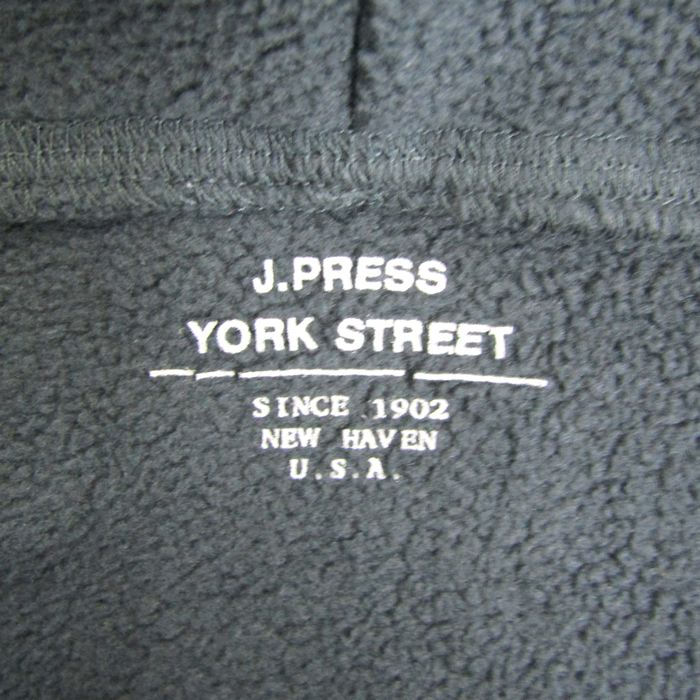 J.PRESS
YORK STREET
SINCE 1902
NEW HAVEN
U.S.A.